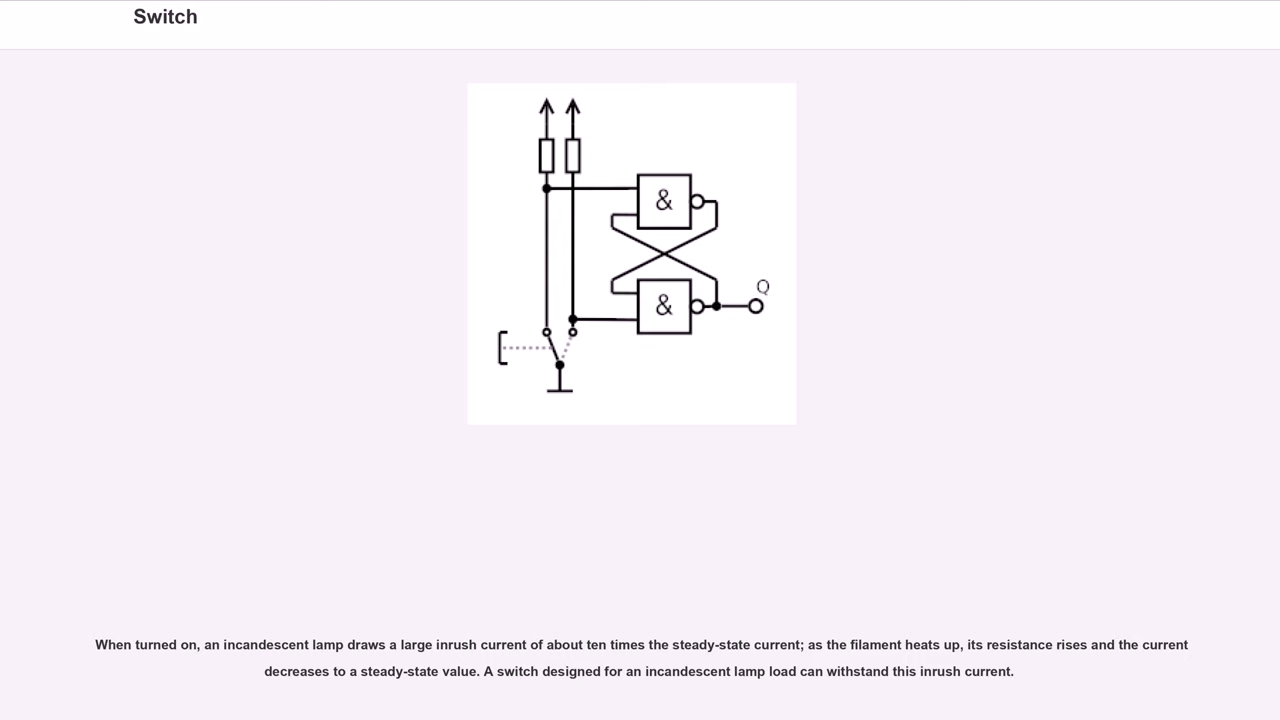 Switch
&
&
Q
When turned on, an incandescent lamp draws a large inrush current of about ten times the steady-state current; as the filament heats up, its resistance rises and the current
decreases to a steady-state value. A switch designed for an incandescent lamp load can withstand this inrush current.